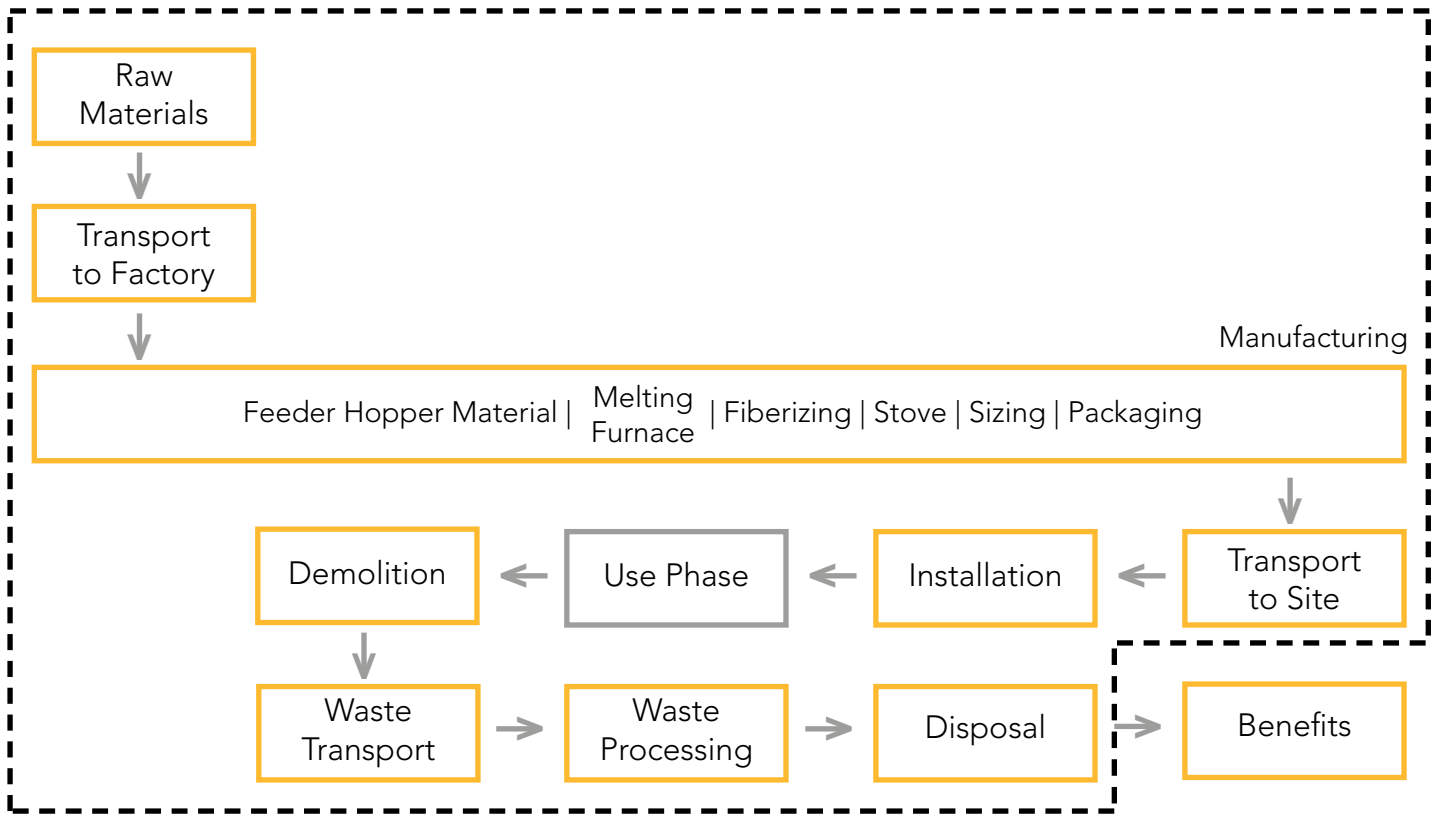 Raw
Materials
Transport
to Factory
Manufacturing
Feeder Hopper Material | Melting Furnace | Fiberizing | Stove | Sizing | Packaging
Demolition
Use Phase
Installation
Transport
to Site
Waste
Transport
Waste
Processing
Disposal
Benefits